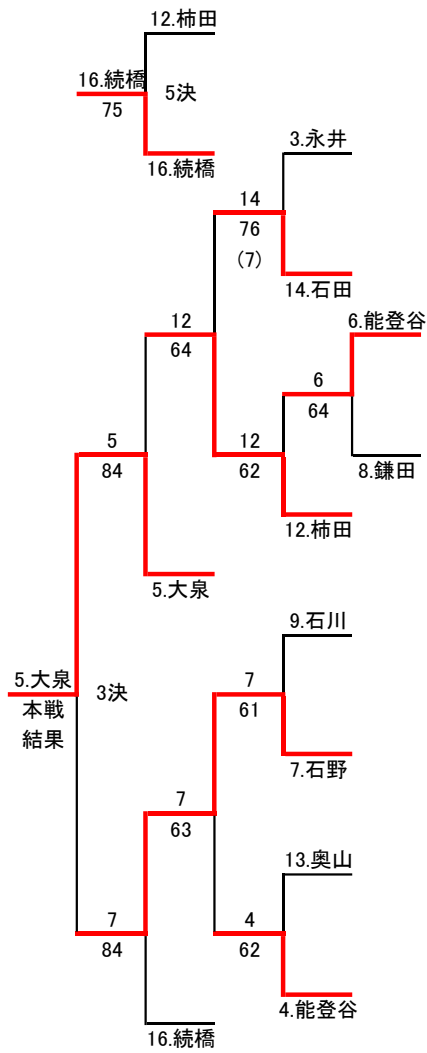 12.柿田
16.続橋
5決
75
16.続橋
3.永井
14
76
(7)
14.石田
6.能登谷
12
64
6
64
5
84
12
62
8.鎌田
12.柿田
5.大泉
9.石川
5.大泉
3決
本戦
結果
7
61
7.石野
7
63
13.奥山
7
84
4
62
4.能登谷
16.続橋